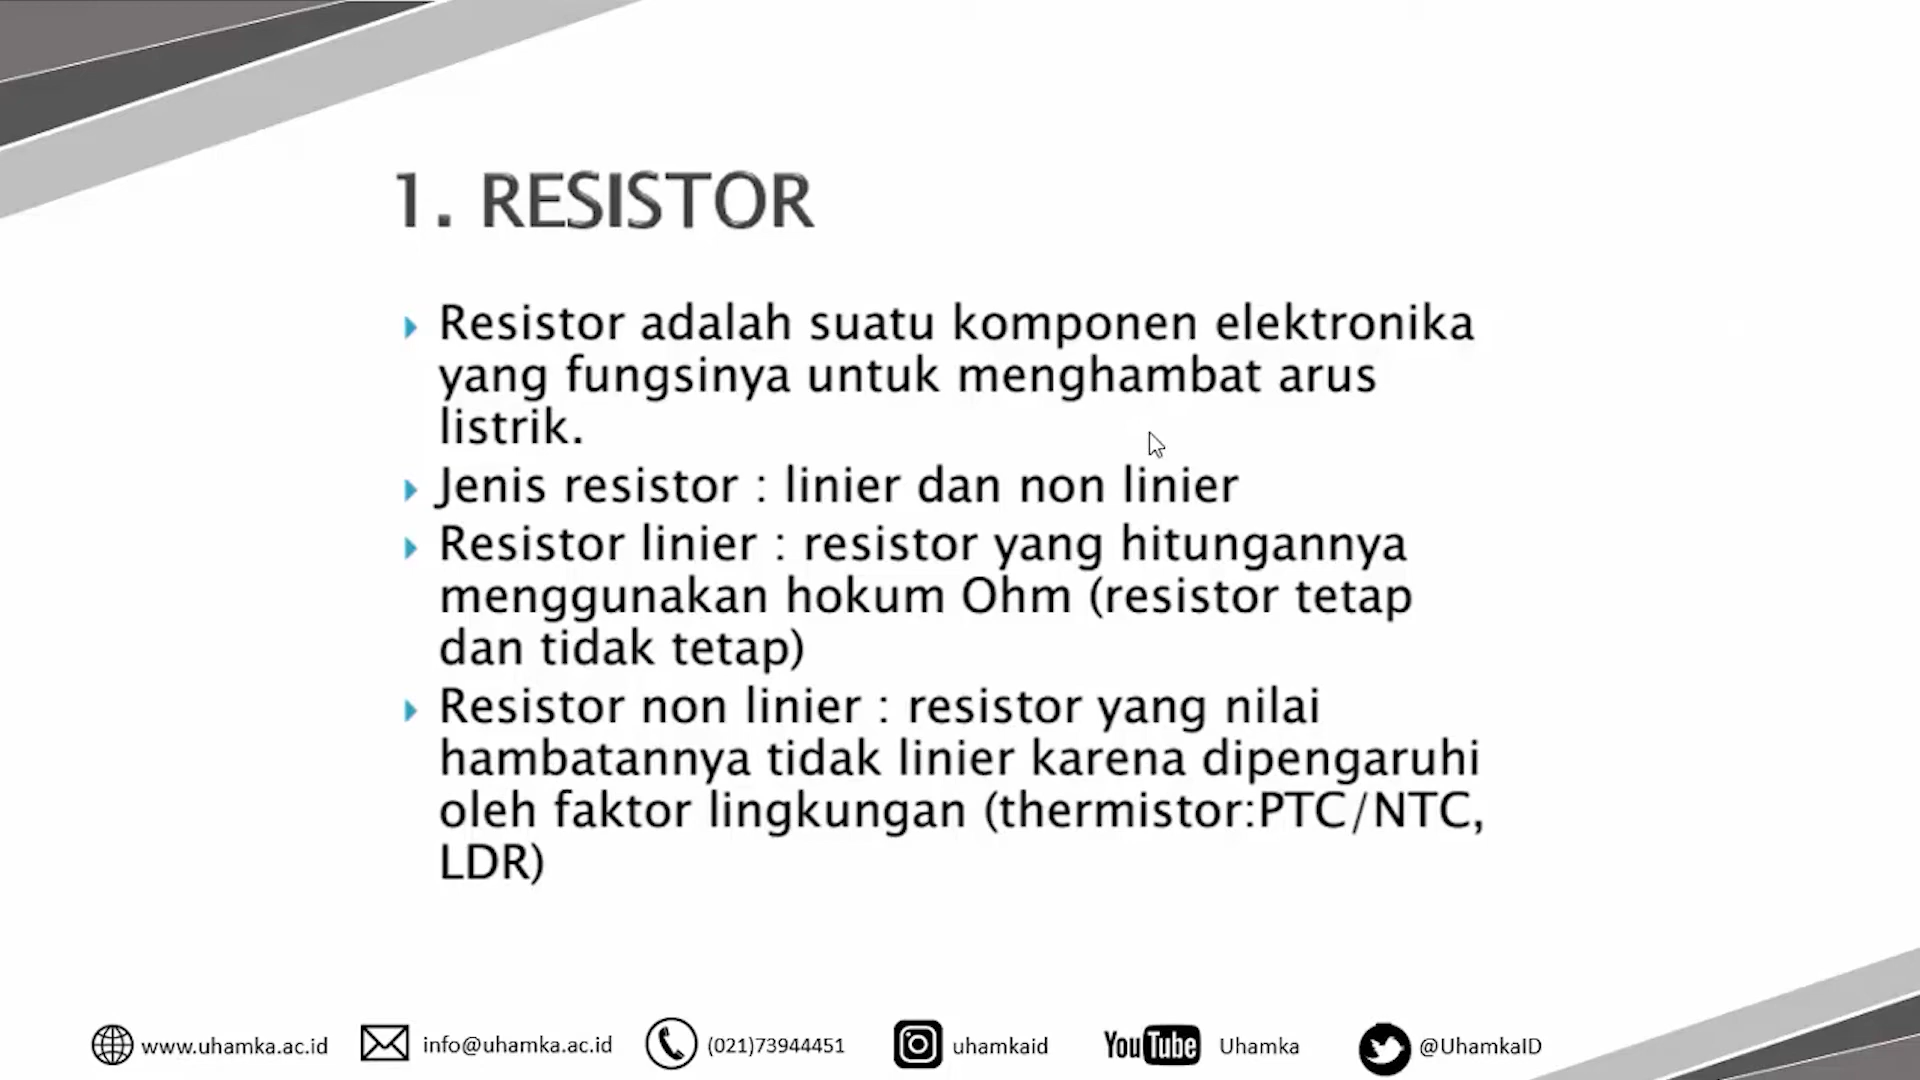 1. RESISTOR
Resistor adalah suatu komponen elektronika
yang fungsinya untuk menghambat arus
listrik.
Jenis resistor : linier dan non linier
Resistor linier : resistor yang hitungannya
menggunakan hokum Ohm (resistor tetap
dan tidak tetap)
Resistor non linier : resistor yang nilai
hambatannya tidak linier karena dipengaruhi
oleh faktor lingkungan (thermistor:PTC/NTC,
LDR)
www.uhamka.ac.id info@uhamka.ac.id (021)73944451 uhamkaid YouTube Uhamka @UhamkaID